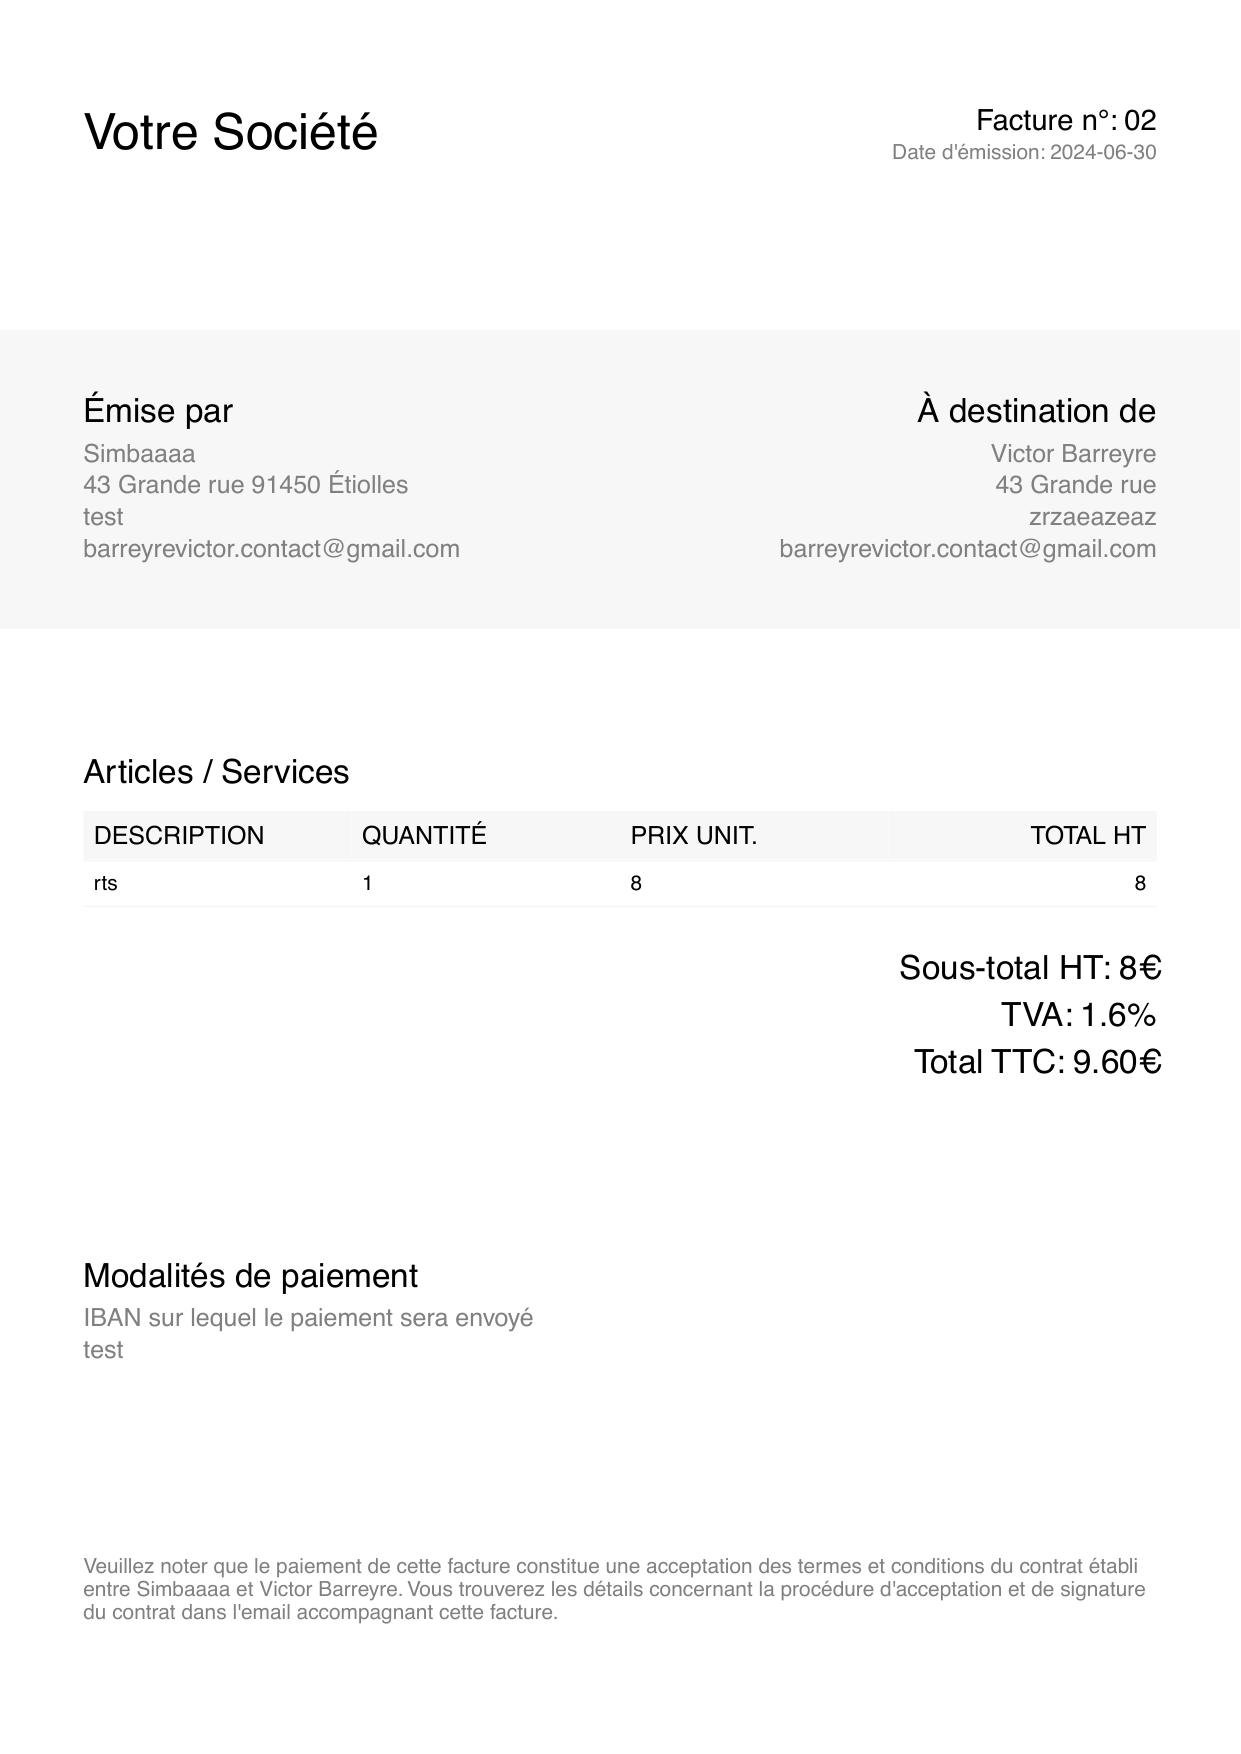 Votre Société
Facture n°: 02
Date d'émission: 2024-06-30
Émise par
Simbaaaa
43 Grande rue 91450 Étiolles
test
barreyrevictor.contact@gmail.com
À destination de
Victor Barreyre
43 Grande rue
zrzaeazeaz
barreyrevictor.contact@gmail.com
Articles / Services
DESCRIPTION QUANTITÉ PRIX UNIT. TOTAL HT
rts 1 8 8
Sous-total HT: 8€
TVA: 1.6%
Total TTC: 9.60€
Modalités de paiement
IBAN sur lequel le paiement sera envoyé
test
Veuillez noter que le paiement de cette facture constitue une acceptation des termes et conditions du contrat établi
entre Simbaaaa et Victor Barreyre. Vous trouverez les détails concernant la procédure d'acceptation et de signature
du contrat dans l'email accompagnant cette facture.